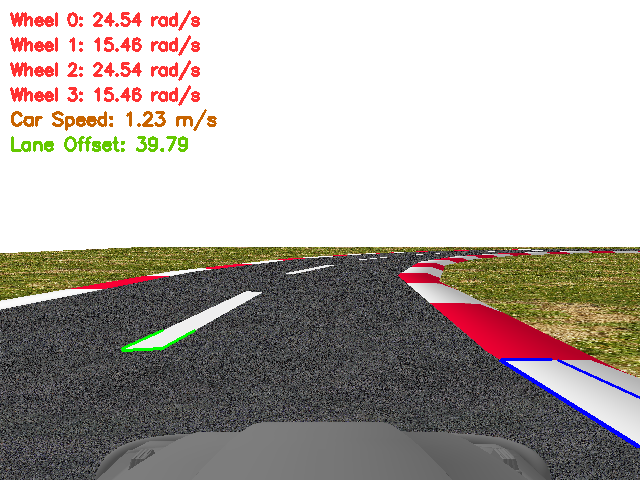 Wheel 0: 24.54 rad/s
Wheel 1: 15.46 rad/s
Wheel 2: 24.54 rad/s
Wheel 3: 15.46 rad/s
Car Speed: 1.23 m/s
Lane Offset: 39.79